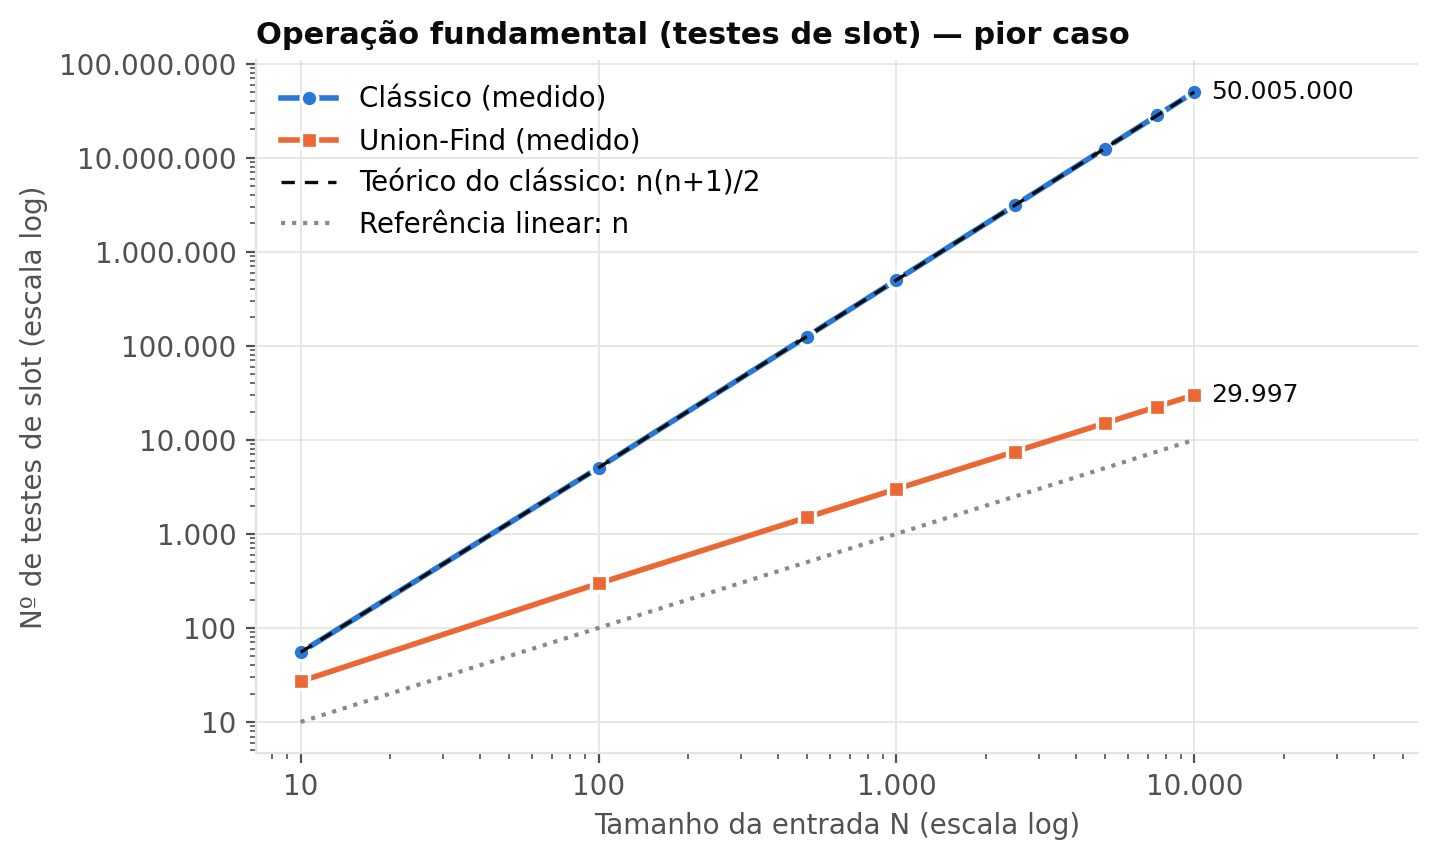 Operação fundamental (testes de slot) — pior caso
Nº de testes de slot (escala log)
100.000.000
10.000.000
1.000.000
100.000
10.000
1.000
100
10
Clássico (medido)
Union-Find (medido)
Teórico do clássico: n(n+1)/2
Referência linear: n
50.005.000
29.997
10
100
1.000
10.000
Tamanho da entrada N (escala log)